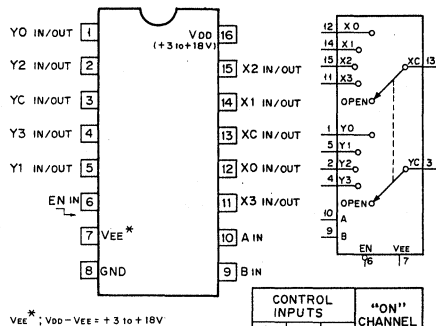 Y0 IN/OUT 1
Y2 IN/OUT 2
YC IN/OUT 3
Y3 IN/OUT 4
Y1 IN/OUT 5
EN IN 6
7 VEE*
8 GND
VDD 16
(+3 to +18V)
15 X2 IN/OUT
14 X1 IN/OUT
13 XC IN/OUT
12 X0 IN/OUT
11 X3 IN/OUT
10 A IN
9 B IN
12 X0
14 X1
15 X2
11 X3
OPEN
XC 13
1 Y0
5 Y1
2 Y2
4 Y3
OPEN
YC 3
10 A
9 B
EN VEE
6 7
VEE*; VDD-VEE = +3 to +18V
CONTROL
INPUTS
"ON"
CHANNEL